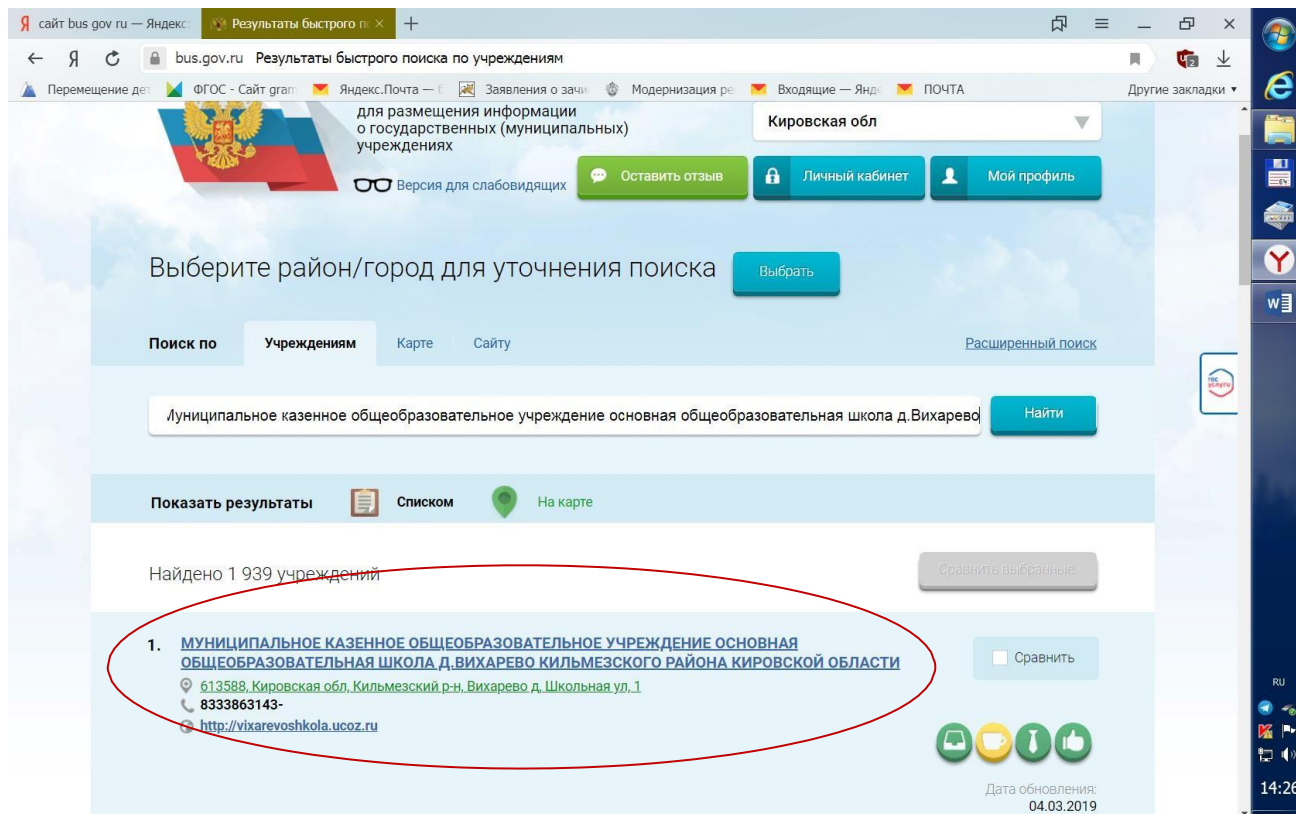 Я сайт bus gov ru — Яндекс:
Результаты быстрого по
Я
bus.gov.ru Результаты быстрого поиска по учреждениям
2
Перемещение дет
ФГОС - Сайт gram
Яндекс.Почта — б
Заявления о зачи
Модернизация ре
Входящие — Янде
ПОЧТА
Другие закладки
для размещения информации
о государственных (муниципальных)
учреждениях
Кировская обл
Версия для слабовидящих
Оставить отзыв
Личный кабинет
Мой профиль
Выберите район/город для уточнения поиска
Выбрать
Поиск по
Учреждениям
Карте
Сайту
Расширенный поиск
гос
услуги
Муниципальное казенное общеобразовательное учреждение основная общеобразовательная школа д.Вихарево
Найти
Показать результаты
Списком
На карте
Найдено 1 939 учреждений
Сравнить выбранные
1. МУНИЦИПАЛЬНОЕ КАЗЕННОЕ ОБЩЕОБРАЗОВАТЕЛЬНОЕ УЧРЕЖДЕНИЕ ОСНОВНАЯ
ОБЩЕОБРАЗОВАТЕЛЬНАЯ ШКОЛА Д.ВИХАРЕВО КИЛЬМЕЗСКОГО РАЙОНА КИРОВСКОЙ ОБЛАСТИ
613588, Кировская обл, Кильмезский р-н, Вихарево д, Школьная ул, 1
8333863143-
http://vixarevoshkola.ucoz.ru
Сравнить
Дата обновления:
04.03.2019
64
Y
W
RU
14:26